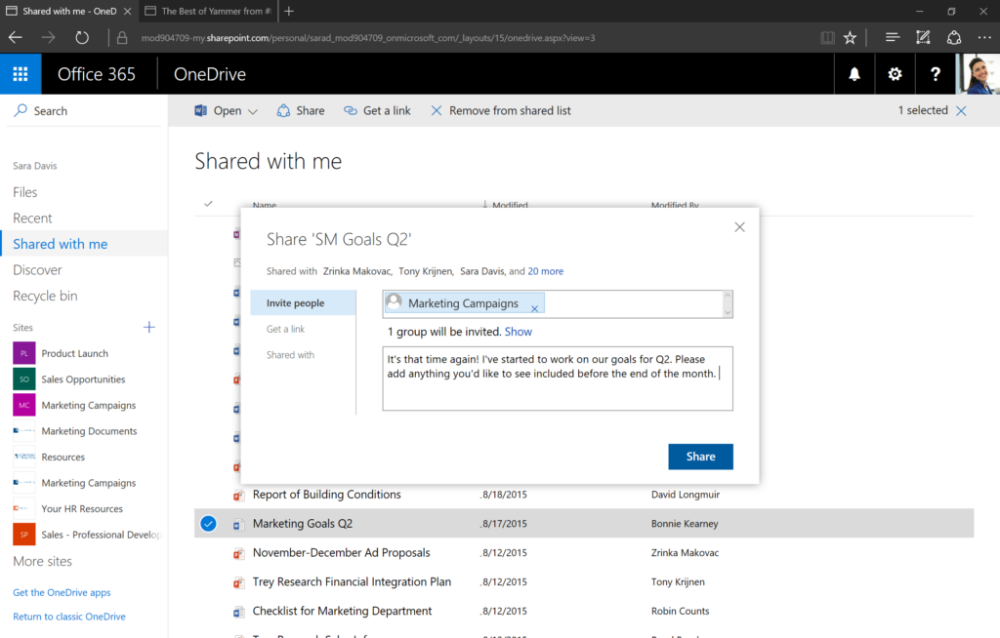 Shared with me - OneD
The Best of Yammer from #
mod904709-my.sharepoint.com/personal/sarad_mod904709_onmicrosoft_com/_layouts/15/onedrive.aspx?view=3
Office 365
OneDrive
?
Search
Open
Share
Get a link
Remove from shared list
1 selected
Sara Davis
Files
Recent
Shared with me
Discover
Recycle bin
Sites
PL Product Launch
SO Sales Opportunities
MC Marketing Campaigns
Marketing Documents
Resources
Marketing Campaigns
Your HR Resources
SP Sales - Professional Develop
More sites
Get the OneDrive apps
Return to classic OneDrive
Shared with me
Name Modified Modified By
Share 'SM Goals Q2'
Shared with Zrinka Makovac, Tony Krijnen, Sara Davis, and 20 more
Invite people
Get a link
Shared with
Marketing Campaigns
1 group will be invited. Show
It's that time again! I've started to work on our goals for Q2. Please
add anything you'd like to see included before the end of the month.
Share
Report of Building Conditions .8/18/2015 David Longmuir
Marketing Goals Q2 .8/17/2015 Bonnie Kearney
November-December Ad Proposals .8/12/2015 Zrinka Makovac
Trey Research Financial Integration Plan .8/12/2015 Tony Krijnen
Checklist for Marketing Department .8/12/2015 Robin Counts